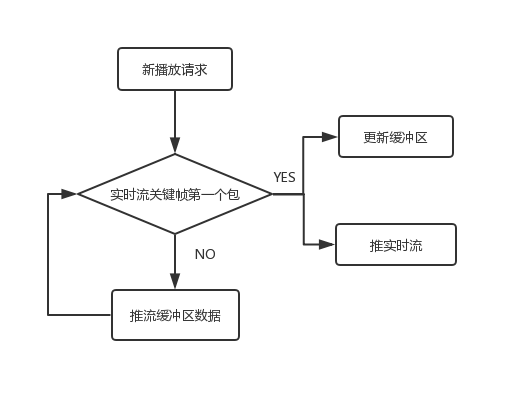 新播放请求
更新缓冲区
YES
实时流关键帧第一个包
推实时流
NO
推流缓冲区数据